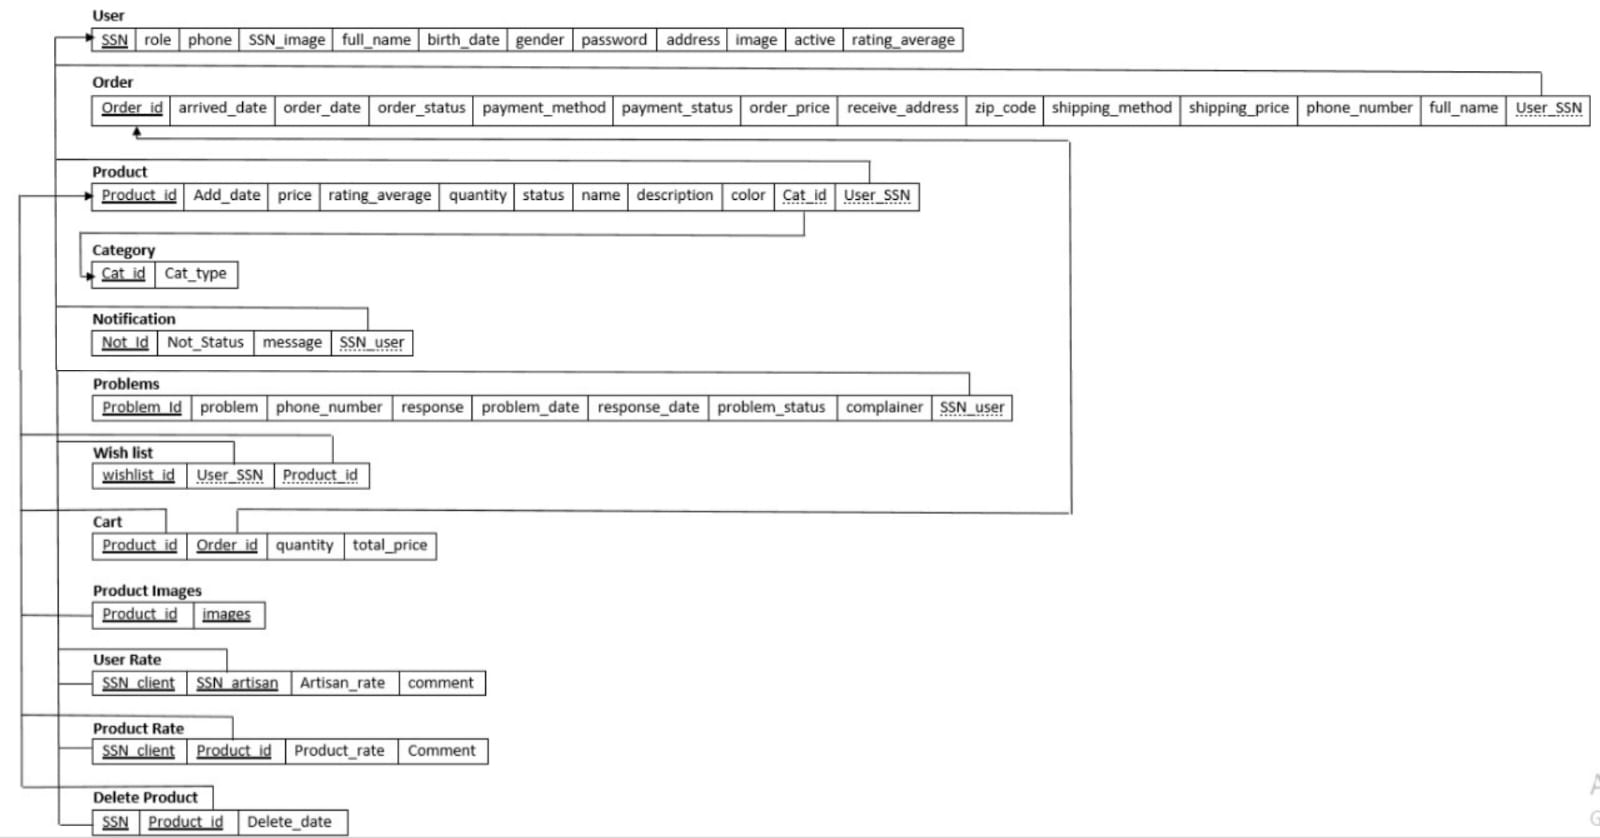 User
SSN role phone SSN_image full_name birth_date gender password address image active rating_average
Order
Order_id arrived_date order_date order_status payment_method payment_status order_price receive_address zip_code shipping_method shipping_price phone_number full_name User_SSN
Product
Product_id Add_date price rating_average quantity status name description color Cat_id User_SSN
Category
Cat_id Cat_type
Notification
Not_Id Not_Status message SSN_user
Problems
Problem_Id problem phone_number response problem_date response_date problem_status complainer SSN_user
Wish list
wishlist_id User_SSN Product_id
Cart
Product_id Order_id quantity total_price
Product Images
Product_id images
User Rate
SSN_client SSN_artisan Artisan_rate comment
Product Rate
SSN_client Product_id Product_rate Comment
Delete Product
SSN Product_id Delete_date